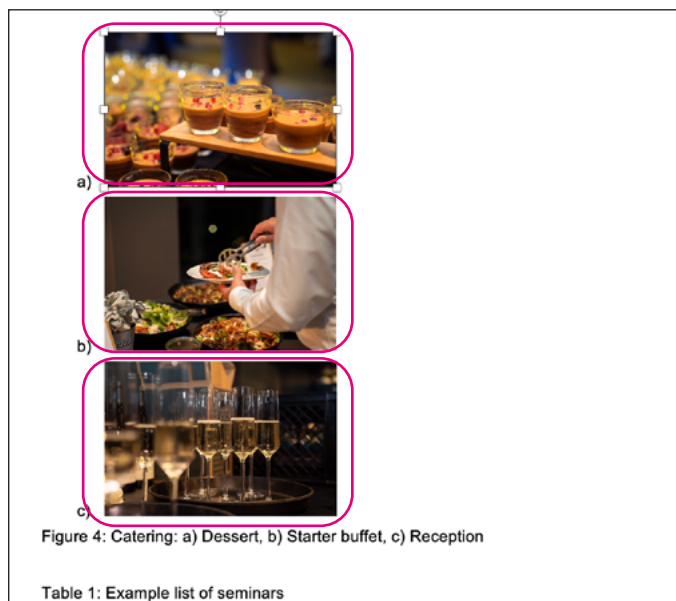 a)
b)
c)
Figure 4: Catering: a) Dessert, b) Starter buffet, c) Reception
Table 1: Example list of seminars